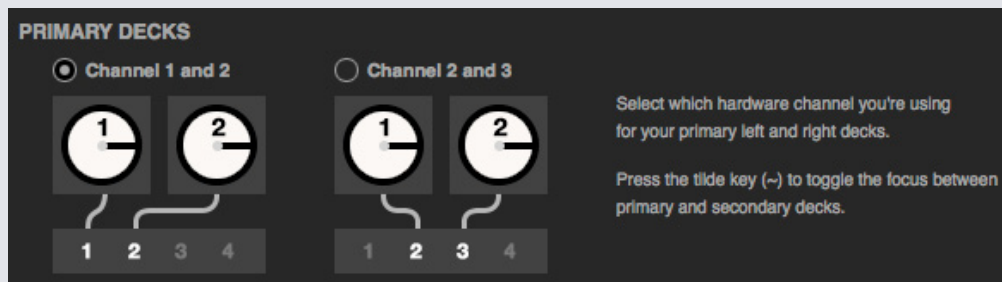 PRIMARY DECKS
Channel 1 and 2
1 2
1 2 3 4
Channel 2 and 3
1 2
1 2 3 4
Select which hardware channel you're using
for your primary left and right decks.
Press the tilde key (~) to toggle the focus between
primary and secondary decks.